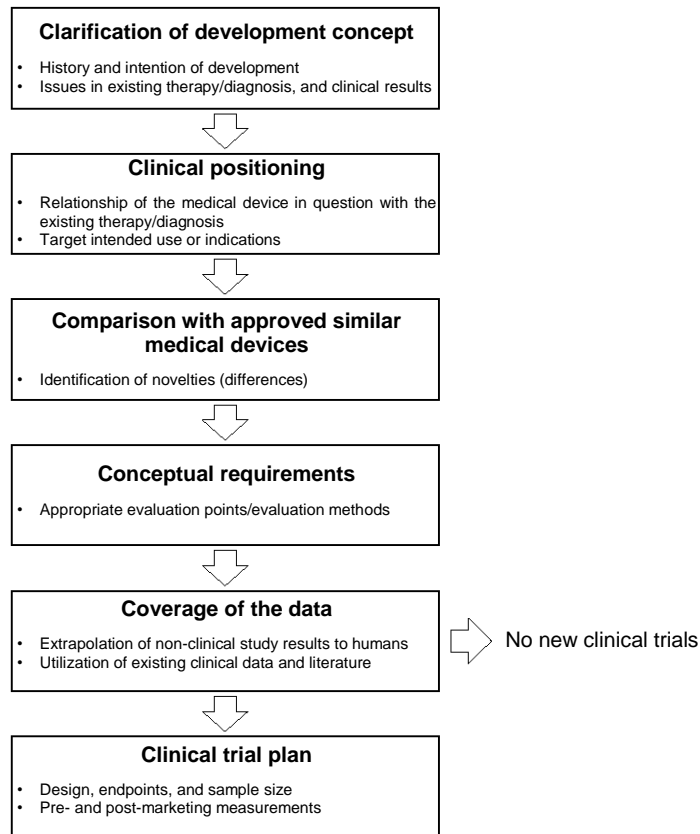 Clarification of development concept
• History and intention of development
• Issues in existing therapy/diagnosis, and clinical results
Clinical positioning
• Relationship of the medical device in question with the
existing therapy/diagnosis
• Target intended use or indications
Comparison with approved similar
medical devices
• Identification of novelties (differences)
Conceptual requirements
• Appropriate evaluation points/evaluation methods
Coverage of the data
• Extrapolation of non-clinical study results to humans
• Utilization of existing clinical data and literature
No new clinical trials
Clinical trial plan
• Design, endpoints, and sample size
• Pre- and post-marketing measurements